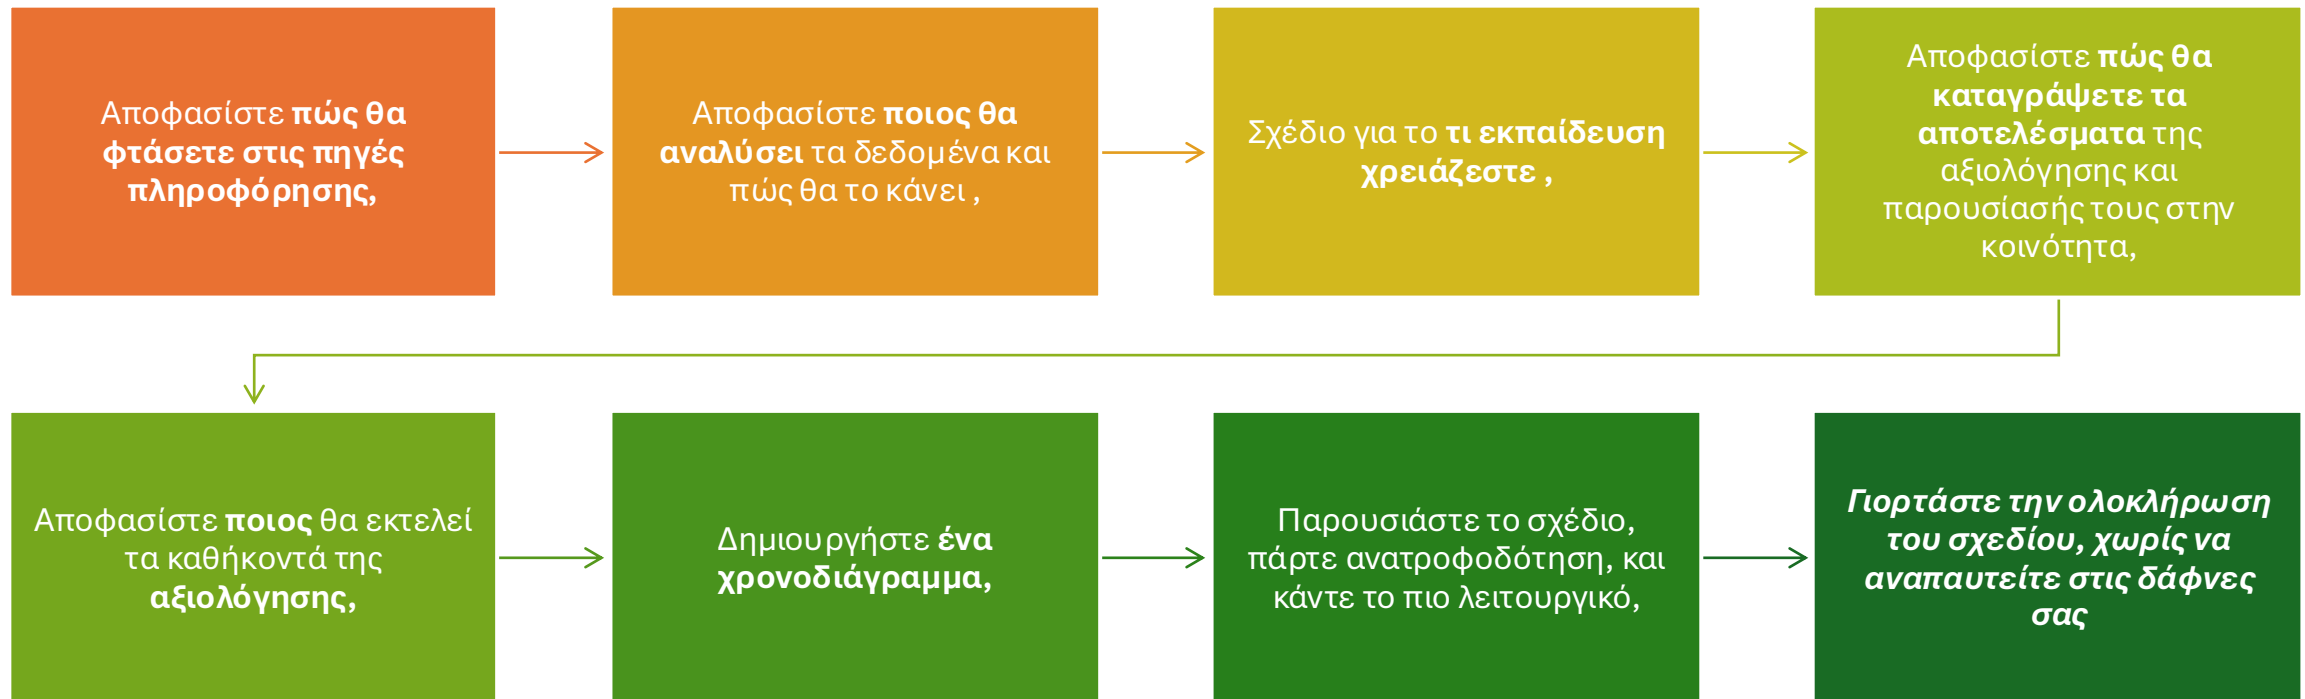 Αποφασίστε πώς θα
φτάσετε στις πηγές
πληροφόρησης,
Αποφασίστε ποιος θα
αναλύσει τα δεδομένα και
πώς θα το κάνει ,
Σχέδιο για το τι εκπαίδευση
χρειάζεστε ,
Αποφασίστε πώς θα
καταγράψετε τα
αποτελέσματα της
αξιολόγησης και
παρουσίασής τους στην
κοινότητα,
Αποφασίστε ποιος θα εκτελεί
τα καθήκοντά της
αξιολόγησης,
Δημιουργήστε ένα
χρονοδιάγραμμα,
Παρουσιάστε το σχέδιο,
πάρτε ανατροφοδότηση, και
κάντε το πιο λειτουργικό,
Γιορτάστε την ολοκλήρωση
του σχεδίου, χωρίς να
αναπαυτείτε στις δάφνες
σας